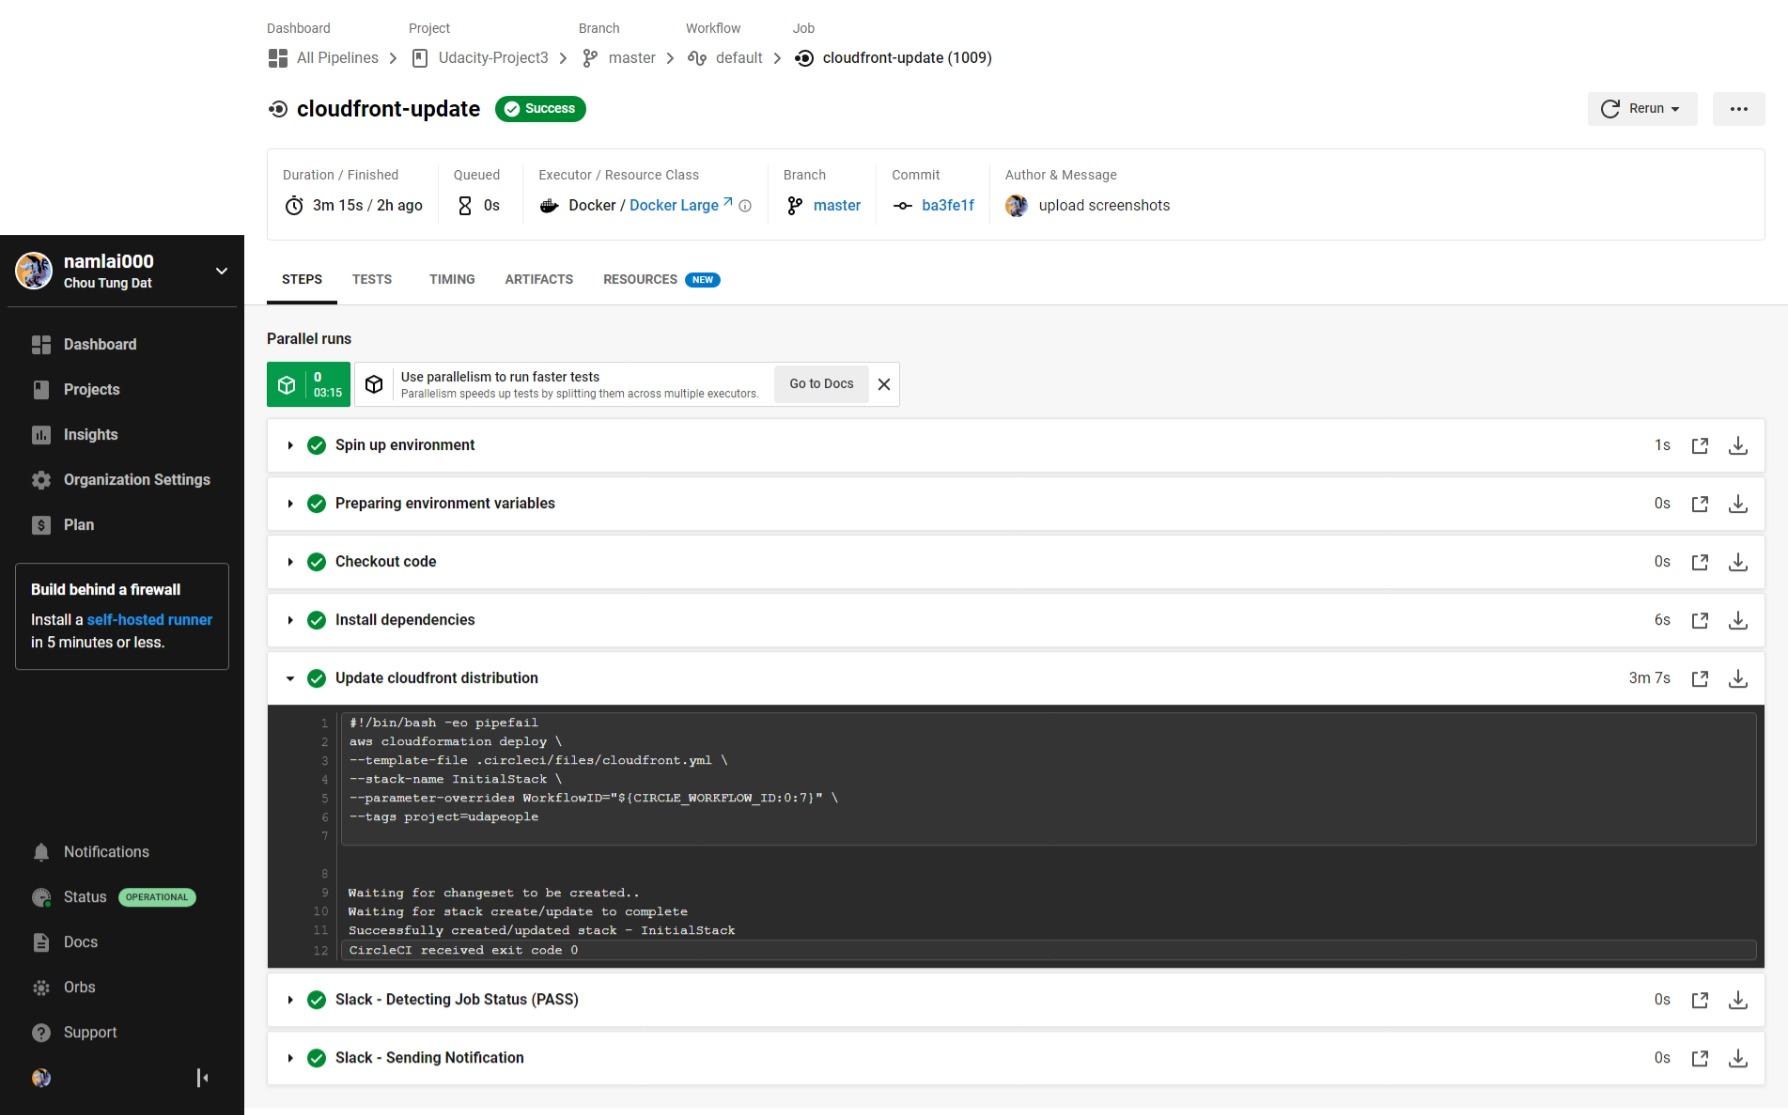 Dashboard Project Branch Workflow Job
All Pipelines Udacity-Project3 master default cloudfront-update (1009)
cloudfront-update Success Rerun
Duration / Finished Queued Executor / Resource Class Branch Commit Author & Message
3m 15s / 2h ago 0s Docker / Docker Large master ba3fe1f upload screenshots
namlai000
Chou Tung Dat
Dashboard
Projects
Insights
Organization Settings
Plan
Build behind a firewall
Install a self-hosted runner
in 5 minutes or less.
Notifications
Status OPERATIONAL
Docs
Orbs
Support
STEPS TESTS TIMING ARTIFACTS RESOURCES NEW
Parallel runs
0
03:15
Use parallelism to run faster tests
Parallelism speeds up tests by splitting them across multiple executors.
Go to Docs
Spin up environment 1s
Preparing environment variables 0s
Checkout code 0s
Install dependencies 6s
Update cloudfront distribution 3m 7s
1 #!/bin/bash -eo pipefail
2 aws cloudformation deploy \
3 --template-file .circleci/files/cloudfront.yml \
4 --stack-name InitialStack \
5 --parameter-overrides WorkflowID="${CIRCLE_WORKFLOW_ID:0:7}" \
6 --tags project=udapeople
7
8
9 Waiting for changeset to be created..
10 Waiting for stack create/update to complete
11 Successfully created/updated stack - InitialStack
12 CircleCI received exit code 0
Slack - Detecting Job Status (PASS) 0s
Slack - Sending Notification 0s